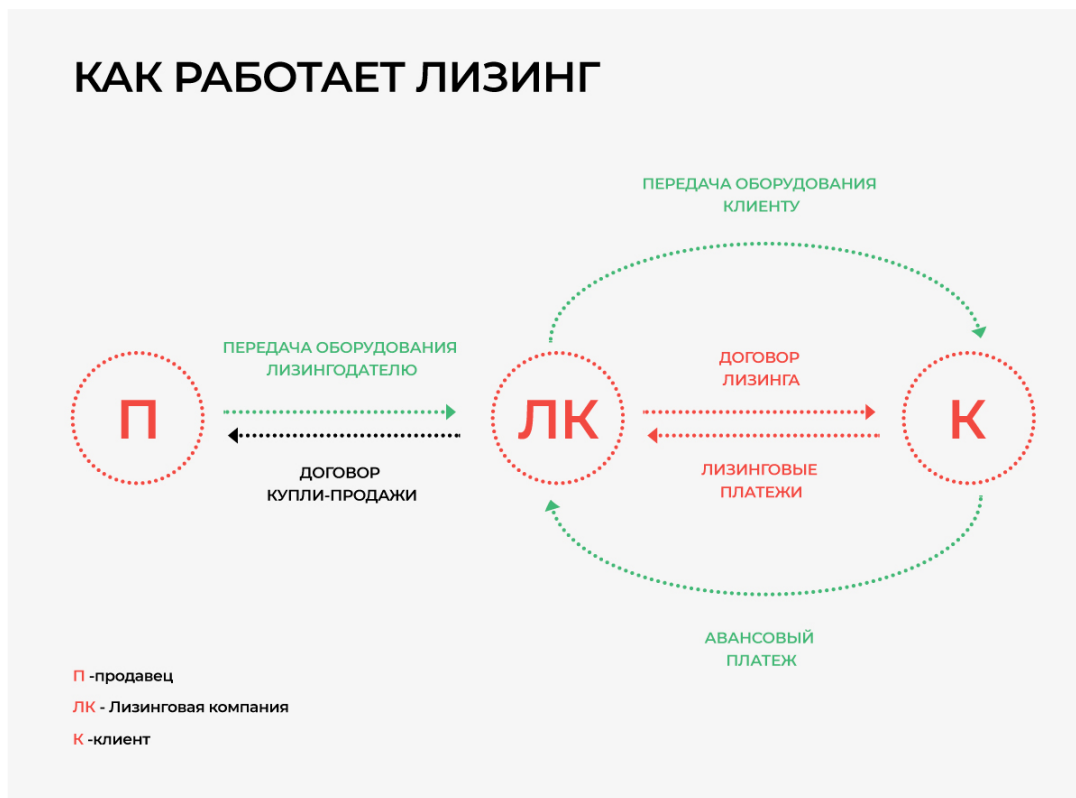 КАК РАБОТАЕТ ЛИЗИНГ
ПЕРЕДАЧА ОБОРУДОВАНИЯ
КЛИЕНТУ
ПЕРЕДАЧА ОБОРУДОВАНИЯ
ЛИЗИНГОДАТЕЛЮ
ДОГОВОР
ЛИЗИНГА
П
ЛК
К
ДОГОВОР
КУПЛИ-ПРОДАЖИ
ЛИЗИНГОВЫЕ
ПЛАТЕЖИ
АВАНСОВЫЙ
ПЛАТЕЖ
П -продавец
ЛК - Лизинговая компания
К -клиент